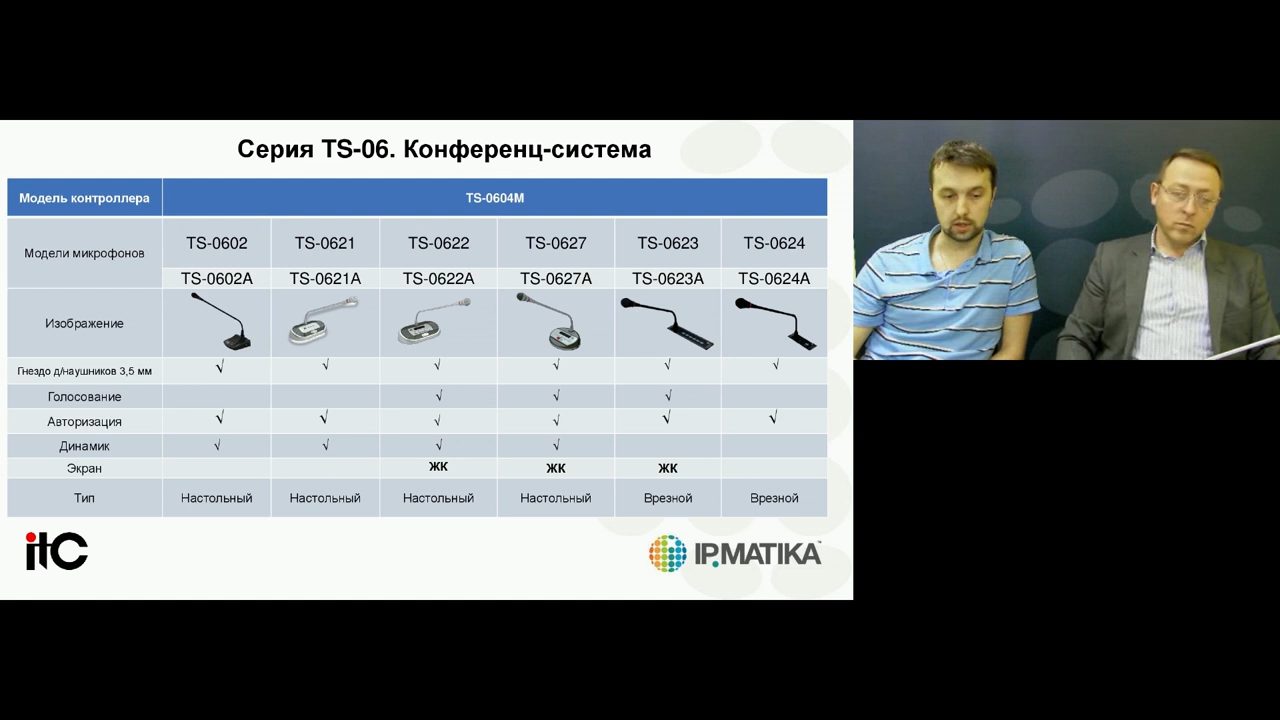 Серия TS-06. Конференц-система
Модель контроллера TS-0604M
Модели микрофонов TS-0602 TS-0621 TS-0622 TS-0627 TS-0623 TS-0624
TS-0602A TS-0621A TS-0622A TS-0627A TS-0623A TS-0624A
Изображение
Гнездо д/наушников 3,5 мм √ √ √ √ √ √
Голосование √ √ √
Авторизация √ √ √ √ √ √
Динамик √ √ √ √
Экран ЖК ЖК ЖК
Тип Настольный Настольный Настольный Настольный Врезной Врезной
itC
IP.MATIKA™